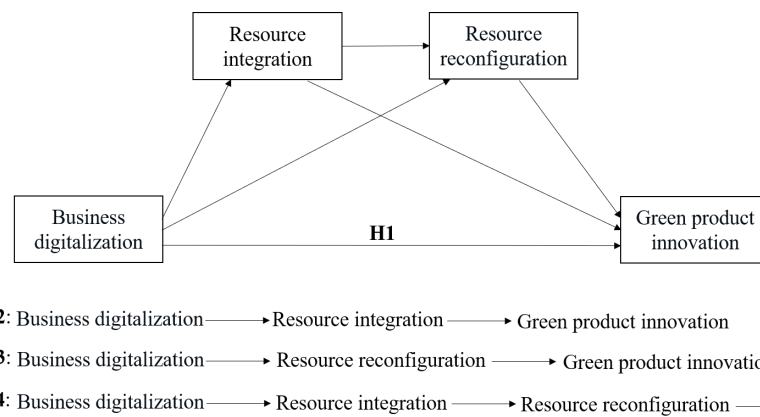 Resource
integration
Resource
reconfiguration
Business
digitalization
H1
Green product
innovation
2: Business digitalization Resource integration Green product innovation
3: Business digitalization Resource reconfiguration Green product innovatio
4: Business digitalization Resource integration Resource reconfiguration